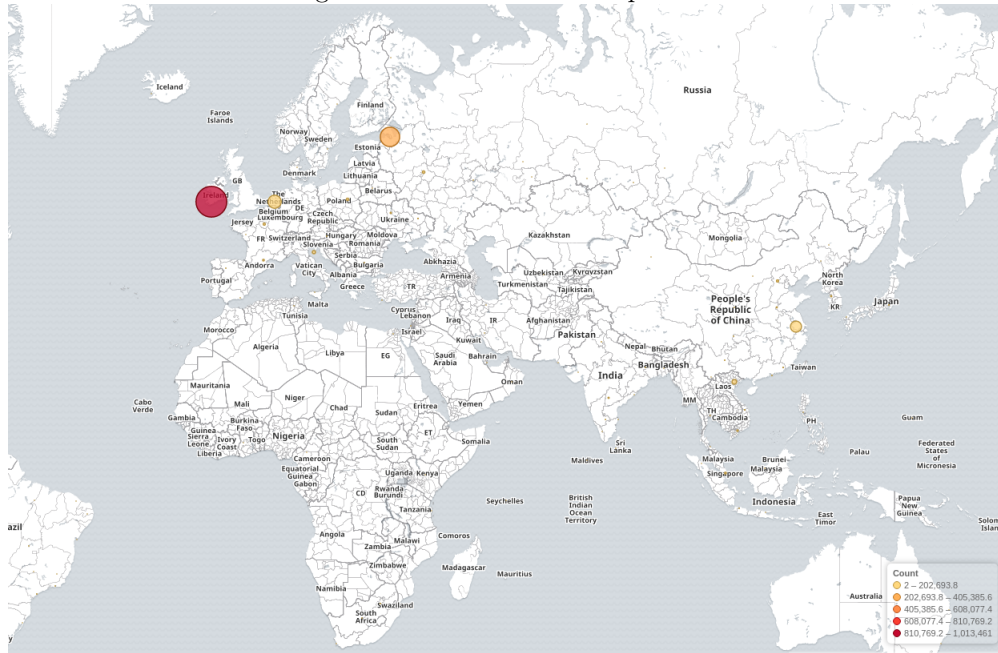 Iceland
Russia
Faroe
Islands
Finland
Norway
Sweden
Estonia
Latvia
Lithuania
Denmark
GB
Ireland
The
Netherlands
Poland
Belarus
Belgium
DE
Luxembourg
Czech
Republic
Ukraine
Jersey
FR
Switzerland
Hungary
Moldova
Slovenia
Romania
Serbia
Kazakhstan
Mongolia
Andorra
Vatican
City
Bulgaria
Albania
Abkhazia
Armenia
Uzbekistan
Kyrgyzstan
Turkmenistan
Tajikistan
North
Korea
Portugal
Greece
TR
People's
Republic
of China
KR
Japan
Malta
Tunisia
Cyprus
Lebanon
Iraq
IR
Afghanistan
Morocco
Israel
Kuwait
Pakistan
Algeria
Libya
EG
Saudi
Arabia
Bahrain
Nepal
Bhutan
Bangladesh
Taiwan
Mauritania
Oman
India
Laos
Cabo
Verde
Mali
Niger
Chad
Sudan
Eritrea
Yemen
MM
Gambia
Burkina
Faso
TH
Cambodia
PH
Guam
Guinea
Sierra
Leone
Ivory
Coast
Togo
Nigeria
Liberia
South
Sudan
ET
Somalia
Sri
Lanka
Maldives
Federated
States
of
Micronesia
Palau
Cameroon
Equatorial
Guinea
Gabon
Uganda
Kenya
Malaysia
Brunei
Malaysia
Singapore
CD
Rwanda
Burundi
Tanzania
Seychelles
British
Indian
Ocean
Territory
Indonesia
East
Timor
Papua
New
Guinea
Solom
Islan
azil
Angola
Zambia
Malawi
Comoros
Zimbabwe
Madagascar
Mauritius
Namibia
Swaziland
South
Africa
Australia
Count
2 – 202,693.8
202,693.8 – 405,385.6
405,385.6 – 608,077.4
608,077.4 – 810,769.2
810,769.2 – 1,013,461